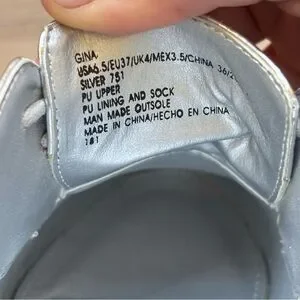 GINA
USA6.5/EU37/UK4/MEX3.5/CHINA 36/2
SILVER 751
PU UPPER
PU LINING AND SOCK
MAN MADE OUTSOLE
MADE IN CHINA/HECHO EN CHINA
181